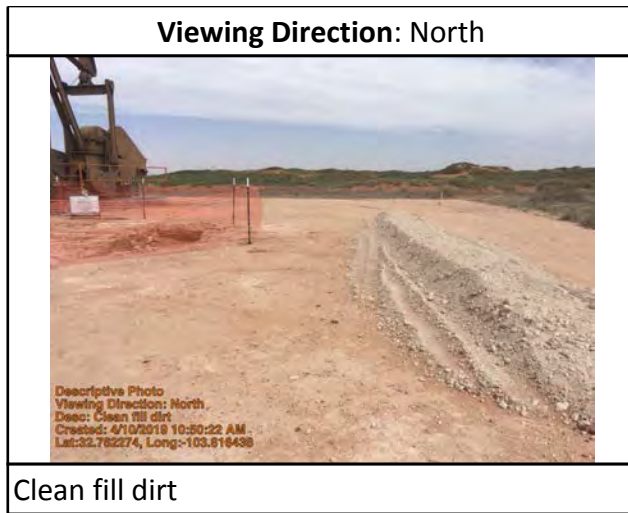 Viewing Direction: North
Descriptive Photo
Viewing Direction: North
Desc: Clean fill dirt
Created: 4/10/2019 10:50:22 AM
Lat:32.762274, Long:-103.616438
Clean fill dirt